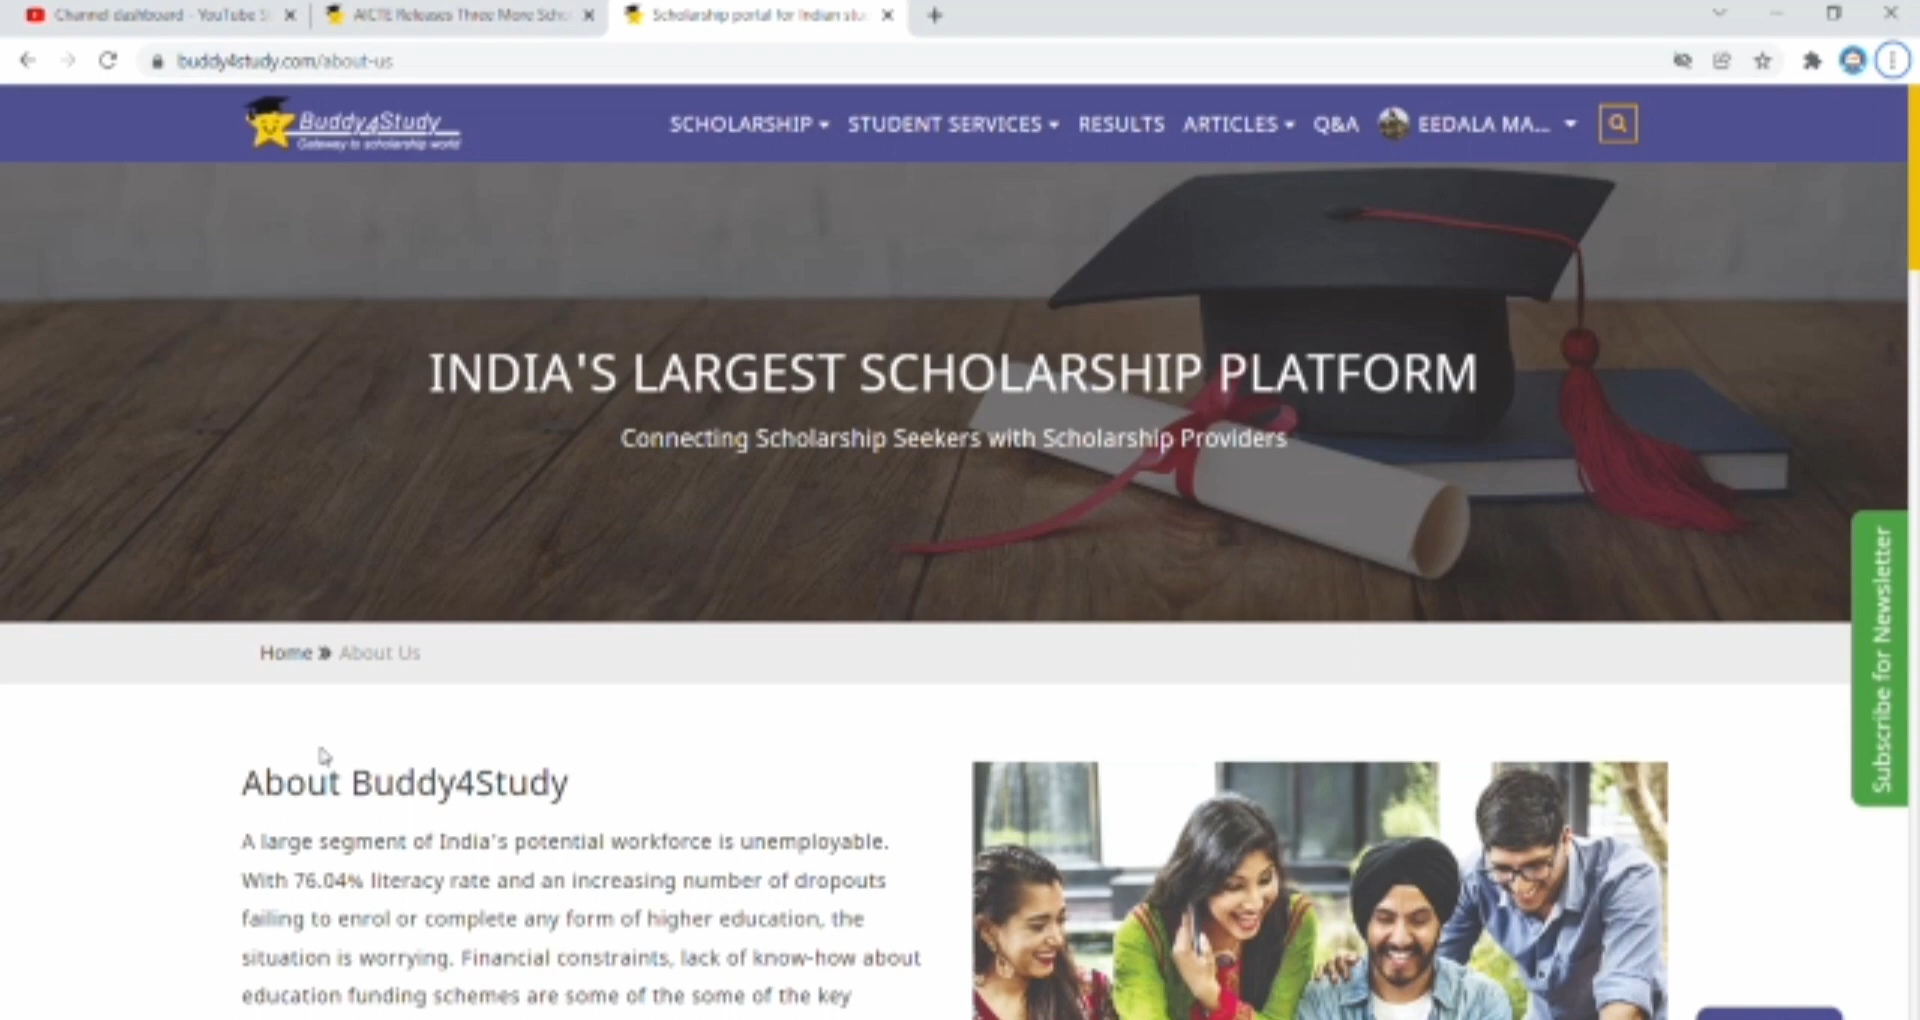 Channel dashboard - YouTube S
AICTE Releases Three More Scho
Scholarship portal for Indian stu
buddy4study.com/about-us
Buddy4Study
Gateway to scholarship world
SCHOLARSHIP
STUDENT SERVICES
RESULTS
ARTICLES
Q&A
EEDALA MA...
INDIA'S LARGEST SCHOLARSHIP PLATFORM
Connecting Scholarship Seekers with Scholarship Providers
Subscribe for Newsletter
Home » About Us
About Buddy4Study
A large segment of India's potential workforce is unemployable.
With 76.04% literacy rate and an increasing number of dropouts
failing to enrol or complete any form of higher education, the
situation is worrying. Financial constraints, lack of know-how about
education funding schemes are some of the some of the key